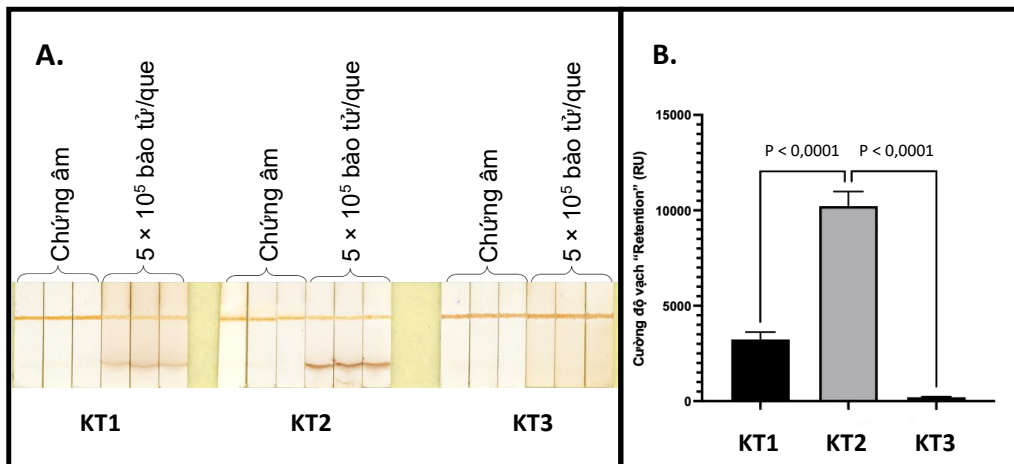 A.
Chứng âm
5 × 10⁵ bào tử/que
Chứng âm
5 × 10⁵ bào tử/que
Chứng âm
5 × 10⁵ bào tử/que
KT1
KT2
KT3
B.
Cường độ vạch “Retention” (RU)
15000
10000
5000
0
P < 0,0001
P < 0,0001
KT1
KT2
KT3